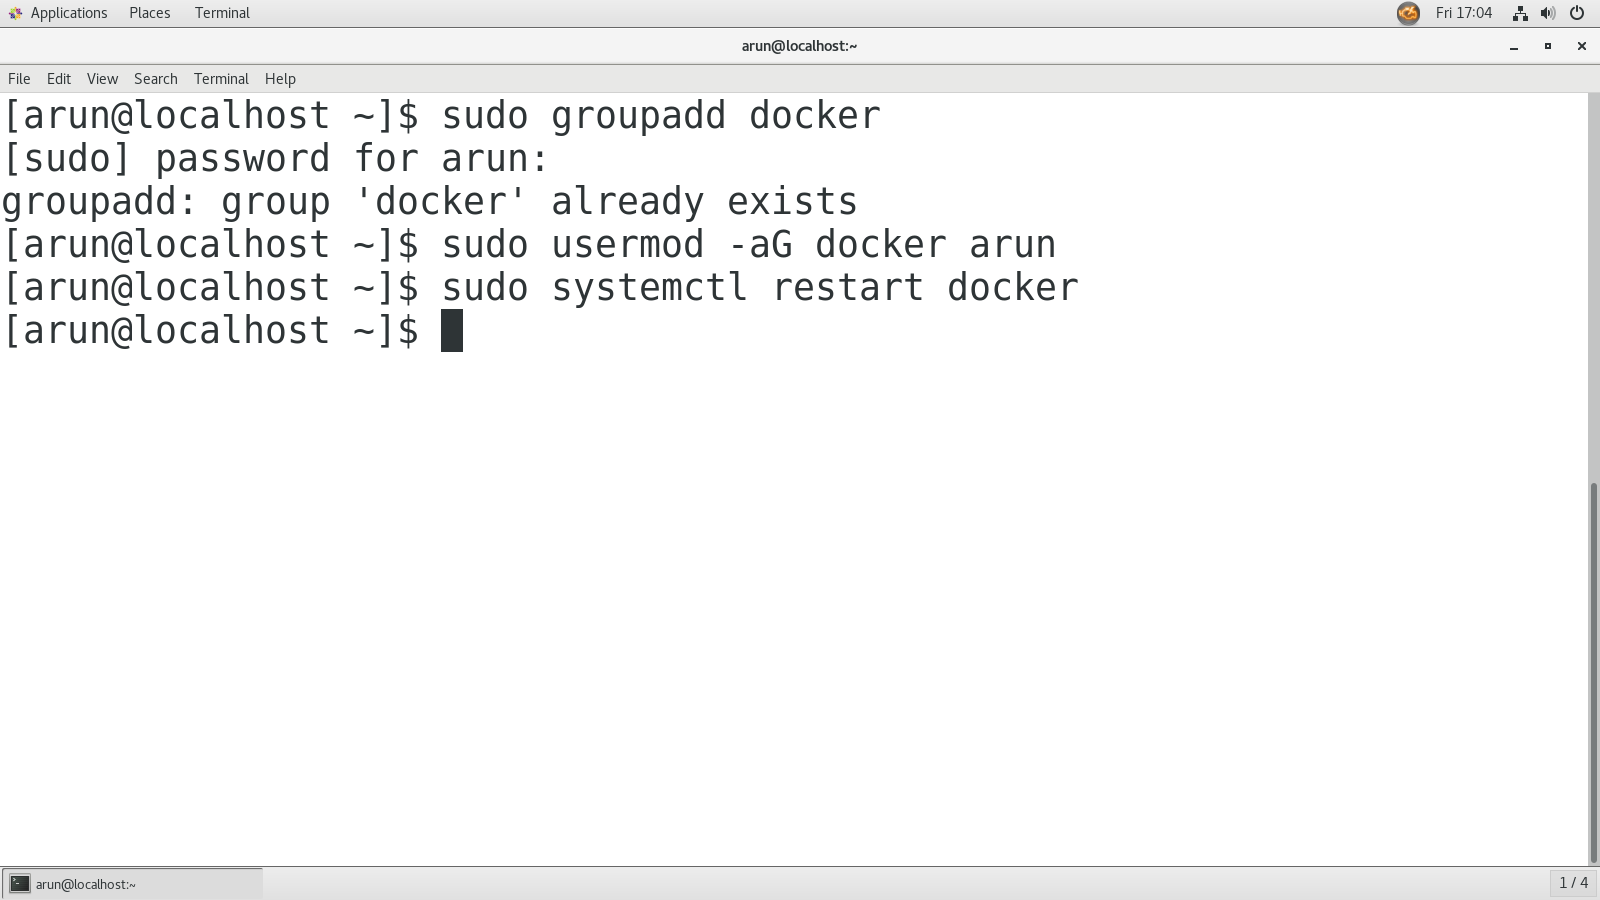 Applications Places Terminal Fri 17:04
arun@localhost:~
File Edit View Search Terminal Help
[arun@localhost ~]$ sudo groupadd docker
[sudo] password for arun:
groupadd: group 'docker' already exists
[arun@localhost ~]$ sudo usermod -aG docker arun
[arun@localhost ~]$ sudo systemctl restart docker
[arun@localhost ~]$
arun@localhost:~ 1 / 4